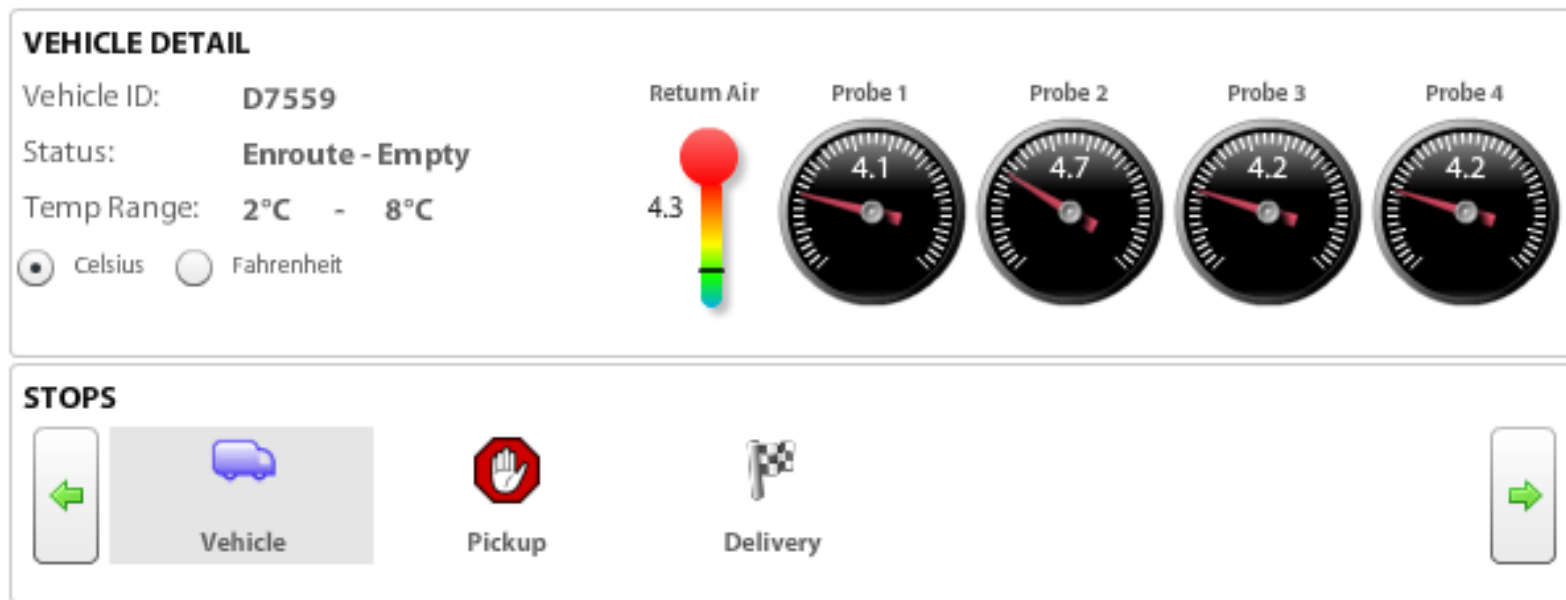 VEHICLE DETAIL
Vehicle ID: D7559
Status: Enroute - Empty
Temp Range: 2°C - 8°C
Celsius Fahrenheit
Return Air
4.3
Probe 1
4.1
Probe 2
4.7
Probe 3
4.2
Probe 4
4.2
STOPS
Vehicle
Pickup
Delivery